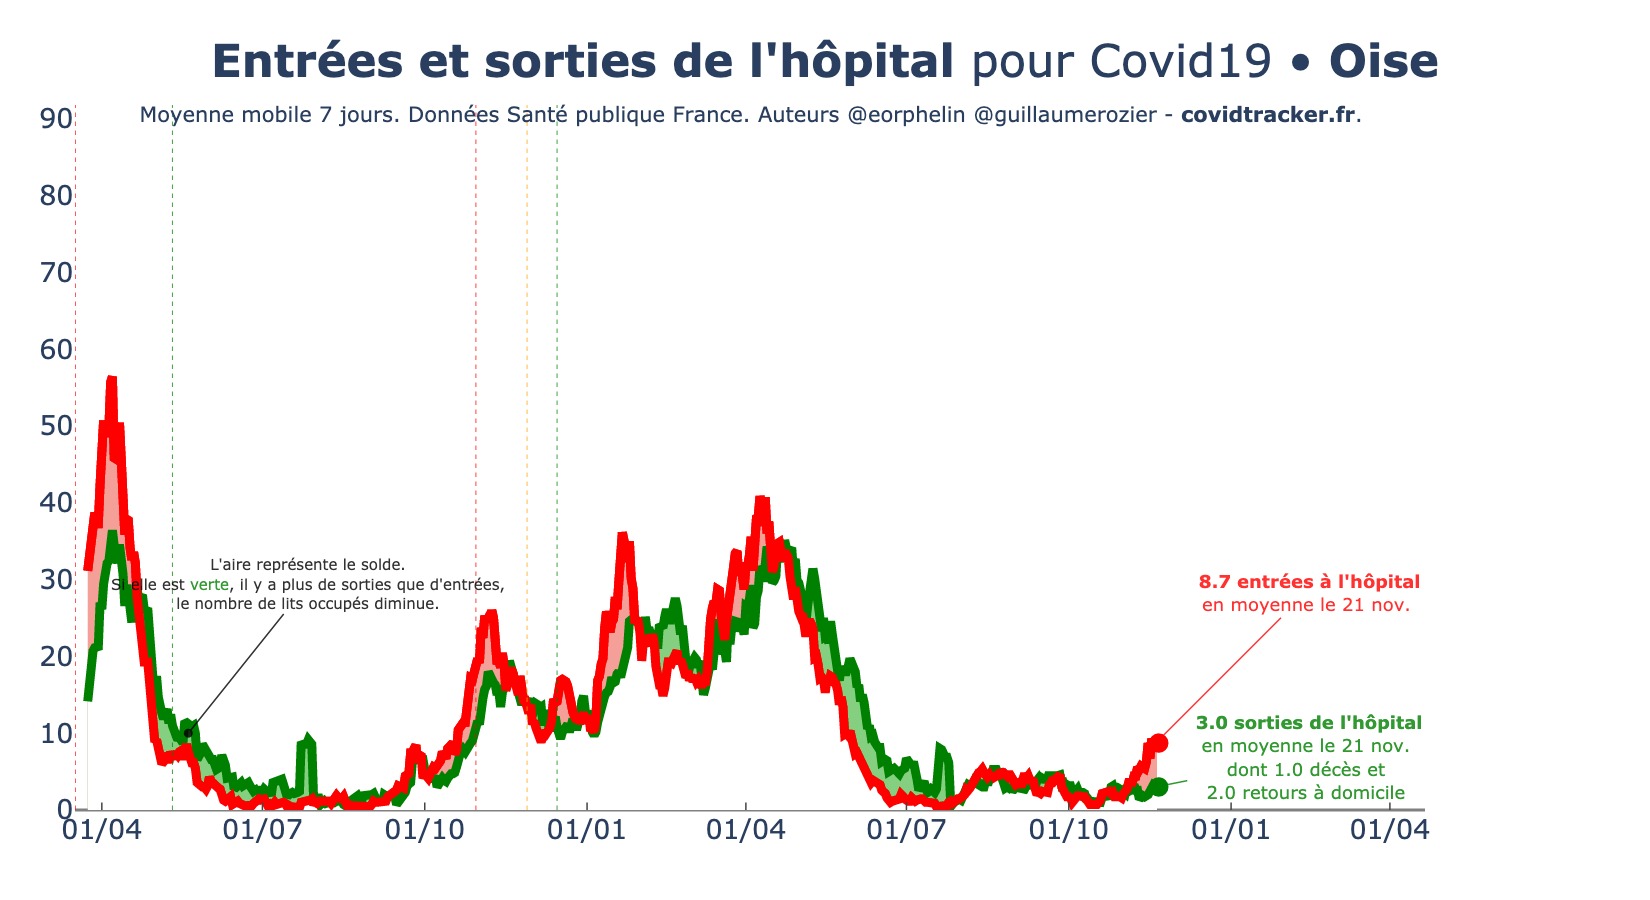 Entrées et sorties de l'hôpital pour Covid19 • Oise
Moyenne mobile 7 jours. Données Santé publique France. Auteurs @eorphelin @guillaumerozier - covidtracker.fr.
90
80
70
60
50
40
30
20
10
0
L'aire représente le solde.
Si elle est verte, il y a plus de sorties que d'entrées,
le nombre de lits occupés diminue.
8.7 entrées à l'hôpital
en moyenne le 21 nov.
3.0 sorties de l'hôpital
en moyenne le 21 nov.
dont 1.0 décès et
2.0 retours à domicile
01/04 01/07 01/10 01/01 01/04 01/07 01/10 01/01 01/04